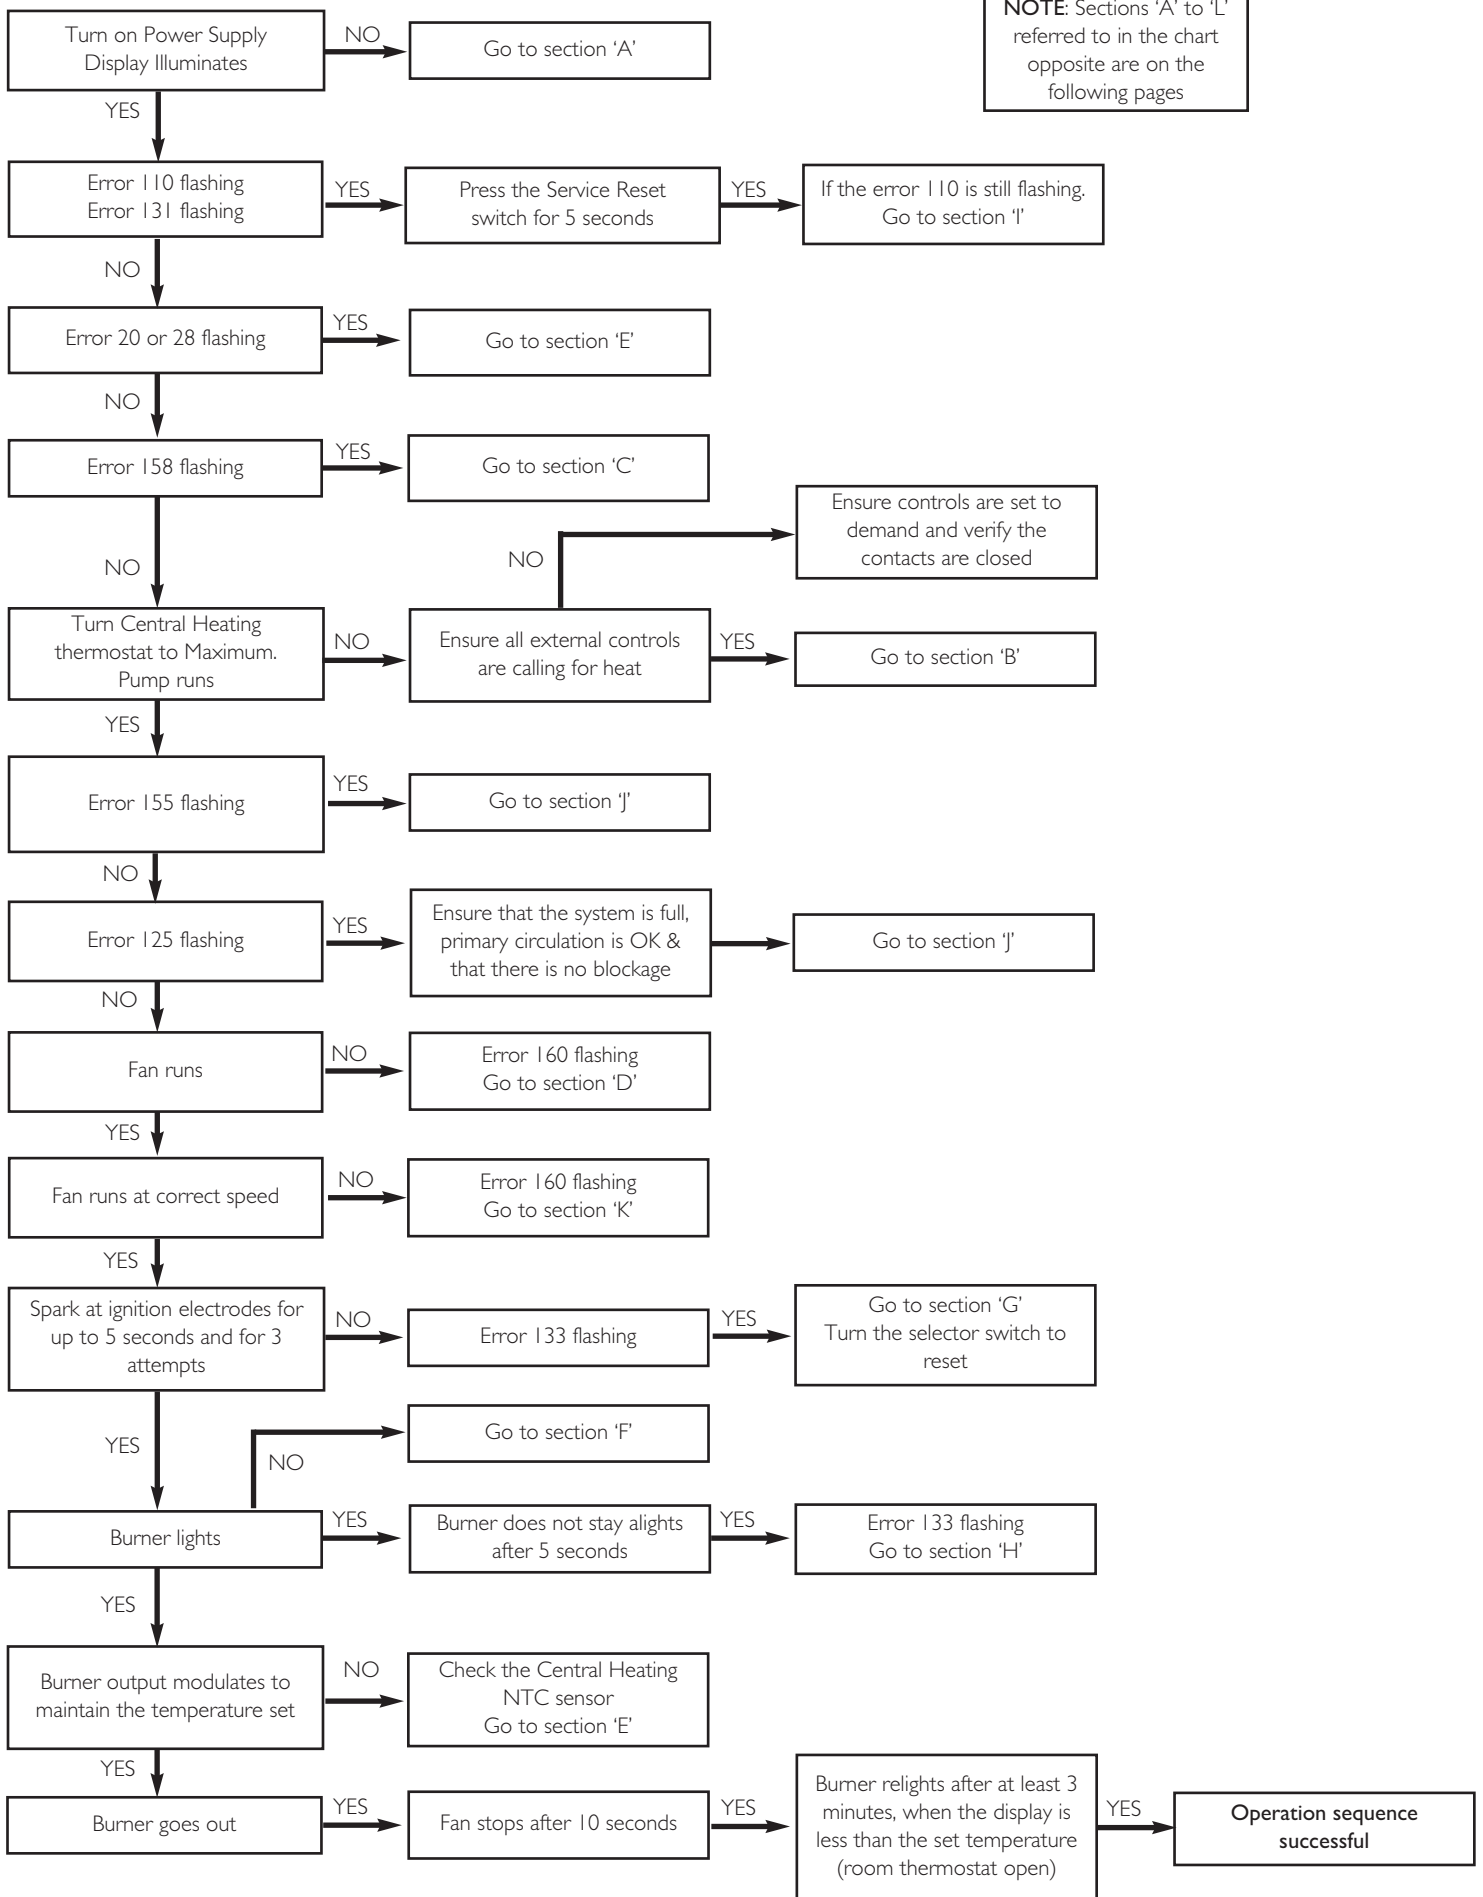 NOTE: Sections ‘A’ to ‘L’
referred to in the chart
opposite are on the
following pages
Turn on Power Supply
Display Illuminates
NO
Go to section ‘A’
YES
Error 110 flashing
Error 131 flashing
YES
Press the Service Reset
switch for 5 seconds
YES
If the error 110 is still flashing.
Go to section ‘I’
NO
Error 20 or 28 flashing
YES
Go to section ‘E’
NO
Error 158 flashing
YES
Go to section ‘C’
NO
Turn Central Heating
thermostat to Maximum.
Pump runs
NO
Ensure all external controls
are calling for heat
NO
Ensure controls are set to
demand and verify the
contacts are closed
YES
Go to section ‘B’
YES
Error 155 flashing
YES
Go to section ‘J’
NO
Error 125 flashing
YES
Ensure that the system is full,
primary circulation is OK &
that there is no blockage
Go to section ‘J’
NO
Fan runs
NO
Error 160 flashing
Go to section ‘D’
YES
Fan runs at correct speed
NO
Error 160 flashing
Go to section ‘K’
YES
Spark at ignition electrodes for
up to 5 seconds and for 3
attempts
NO
Error 133 flashing
YES
Go to section ‘G’
Turn the selector switch to
reset
YES
NO
Go to section ‘F’
Burner lights
YES
Burner does not stay alights
after 5 seconds
YES
Error 133 flashing
Go to section ‘H’
YES
Burner output modulates to
maintain the temperature set
NO
Check the Central Heating
NTC sensor
Go to section ‘E’
YES
Burner goes out
YES
Fan stops after 10 seconds
YES
Burner relights after at least 3
minutes, when the display is
less than the set temperature
(room thermostat open)
YES
Operation sequence
successful